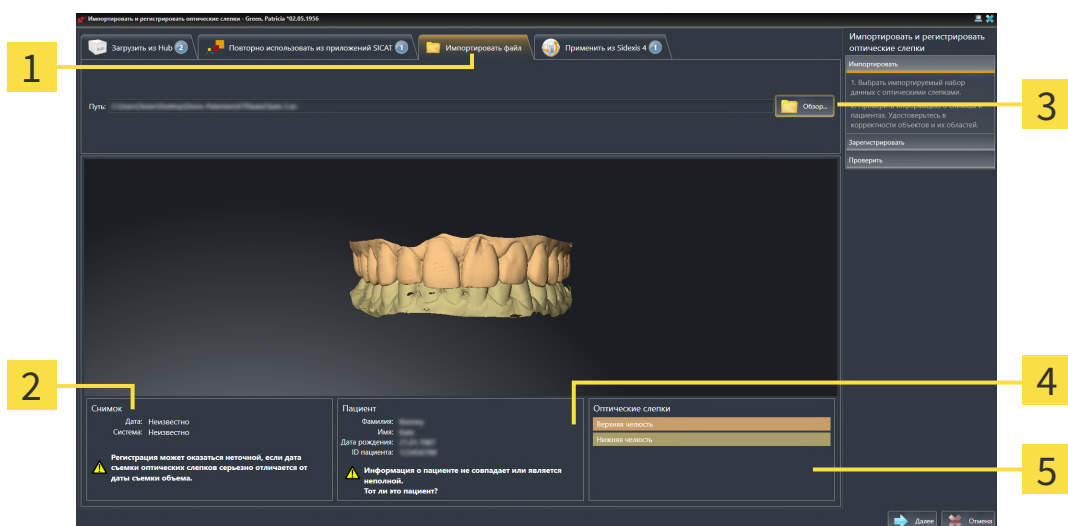 Импортировать и регистрировать оптические слепки - Green, Patricia *02.05.1956
Загрузить из Hub 2
Повторно использовать из приложений SICAT 1
Импортировать файл
Применить из Sidexis 4 1
Импортировать и регистрировать
оптические слепки
Импортировать
1. Выбрать импортируемый набор
данных с оптическими слепками.
пациентах. Удостоверьтесь в
корректности объектов и их областей.
Зарегистрировать
Проверить
1
Путь:
Обзор...
3
2
Снимок
Дата: Неизвестно
Система: Неизвестно
Регистрация может оказаться неточной, если дата
съемки оптических слепков серьезно отличается от
даты съемки объема.
Пациент
Фамилия:
Имя:
Дата рождения:
ID пациента:
Информация о пациенте не совпадает или является
неполной.
Тот ли это пациент?
4
Оптические слепки
Верхняя челюсть
Нижняя челюсть
5
Далее
Отмена